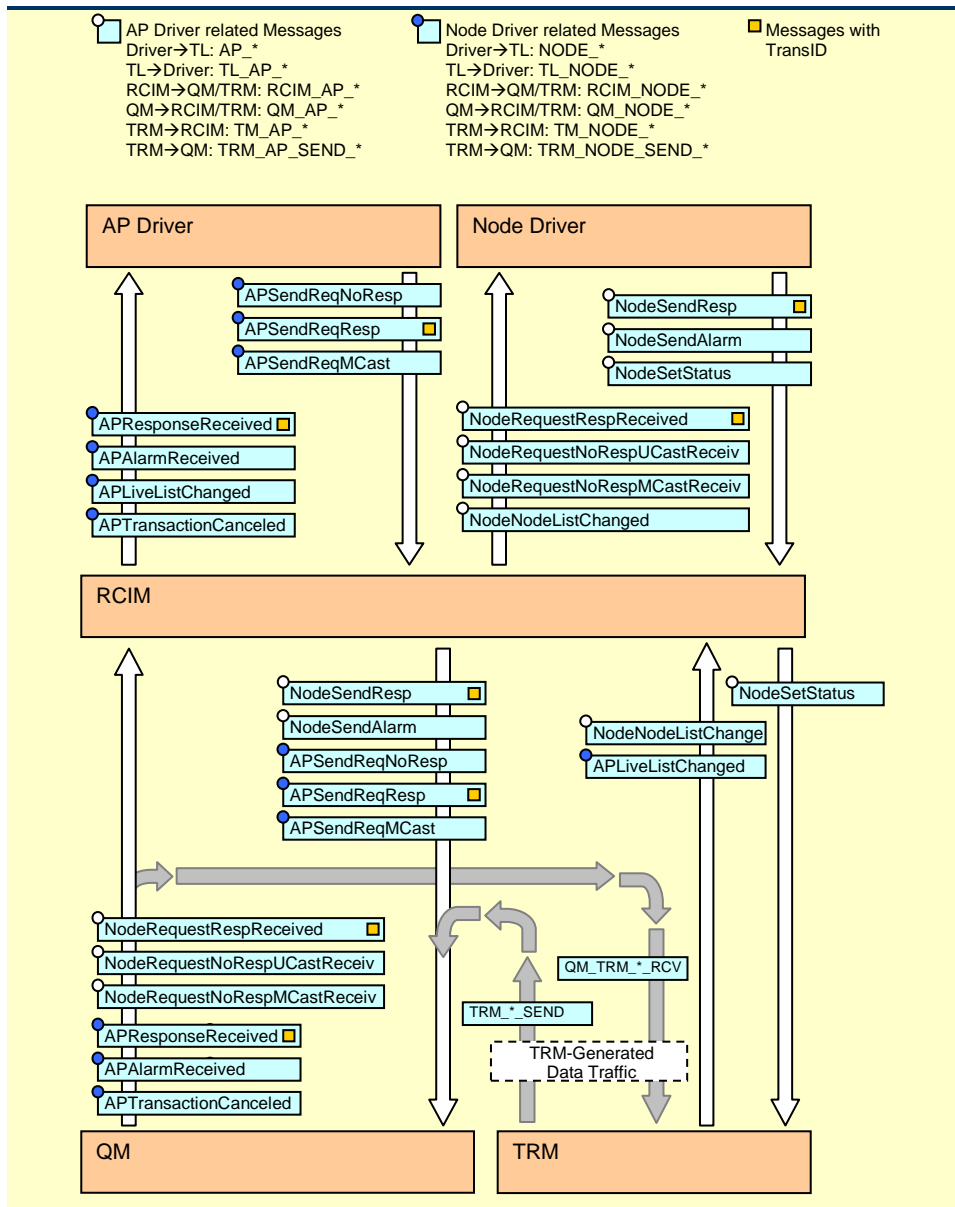 AP Driver related Messages
Driver→TL: AP_*
TL→Driver: TL_AP_*
RCIM→QM/TRM: RCIM_AP_*
QM→RCIM/TRM: QM_AP_*
TRM→RCIM: TM_AP_*
TRM→QM: TRM_AP_SEND_*
Node Driver related Messages
Driver→TL: NODE_*
TL→Driver: TL_NODE_*
RCIM→QM/TRM: RCIM_NODE_*
QM→RCIM/TRM: QM_NODE_*
TRM→RCIM: TM_NODE_*
TRM→QM: TRM_NODE_SEND_*
Messages with
TransID
AP Driver
Node Driver
APSendReqNoResp
APSendReqResp
APSendReqMCast
NodeSendResp
NodeSendAlarm
NodeSetStatus
APResponseReceived
APAlarmReceived
APLiveListChanged
APTransactionCanceled
NodeRequestRespReceived
NodeRequestNoRespUCastReceiv
NodeRequestNoRespMCastReceiv
NodeNodeListChanged
RCIM
NodeSendResp
NodeSendAlarm
APSendReqNoResp
APSendReqResp
APSendReqMCast
NodeSetStatus
NodeNodeListChange
APLiveListChanged
NodeRequestRespReceived
NodeRequestNoRespUCastReceiv
NodeRequestNoRespMCastReceiv
APResponseReceived
APAlarmReceived
APTransactionCanceled
QM_TRM_*_RCV
TRM_*_SEND
TRM-Generated
Data Traffic
QM
TRM